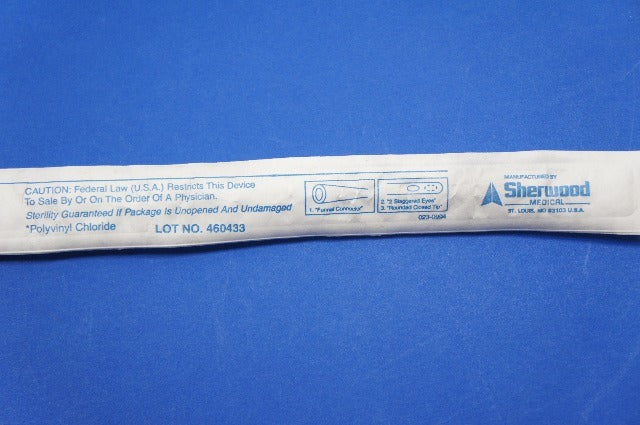 CAUTION: Federal Law (U.S.A.) Restricts This Device
To Sale By Or On The Order Of A Physician.
Sterility Guaranteed If Package Is Unopened And Undamaged
*Polyvinyl Chloride LOT NO. 460433
1. "Funnel Connector"
2. "2 Staggered Eyes"
3. "Rounded Closed Tip"
023-0994
MANUFACTURED BY
Sherwood
MEDICAL
ST. LOUIS, MO 63103 U.S.A.